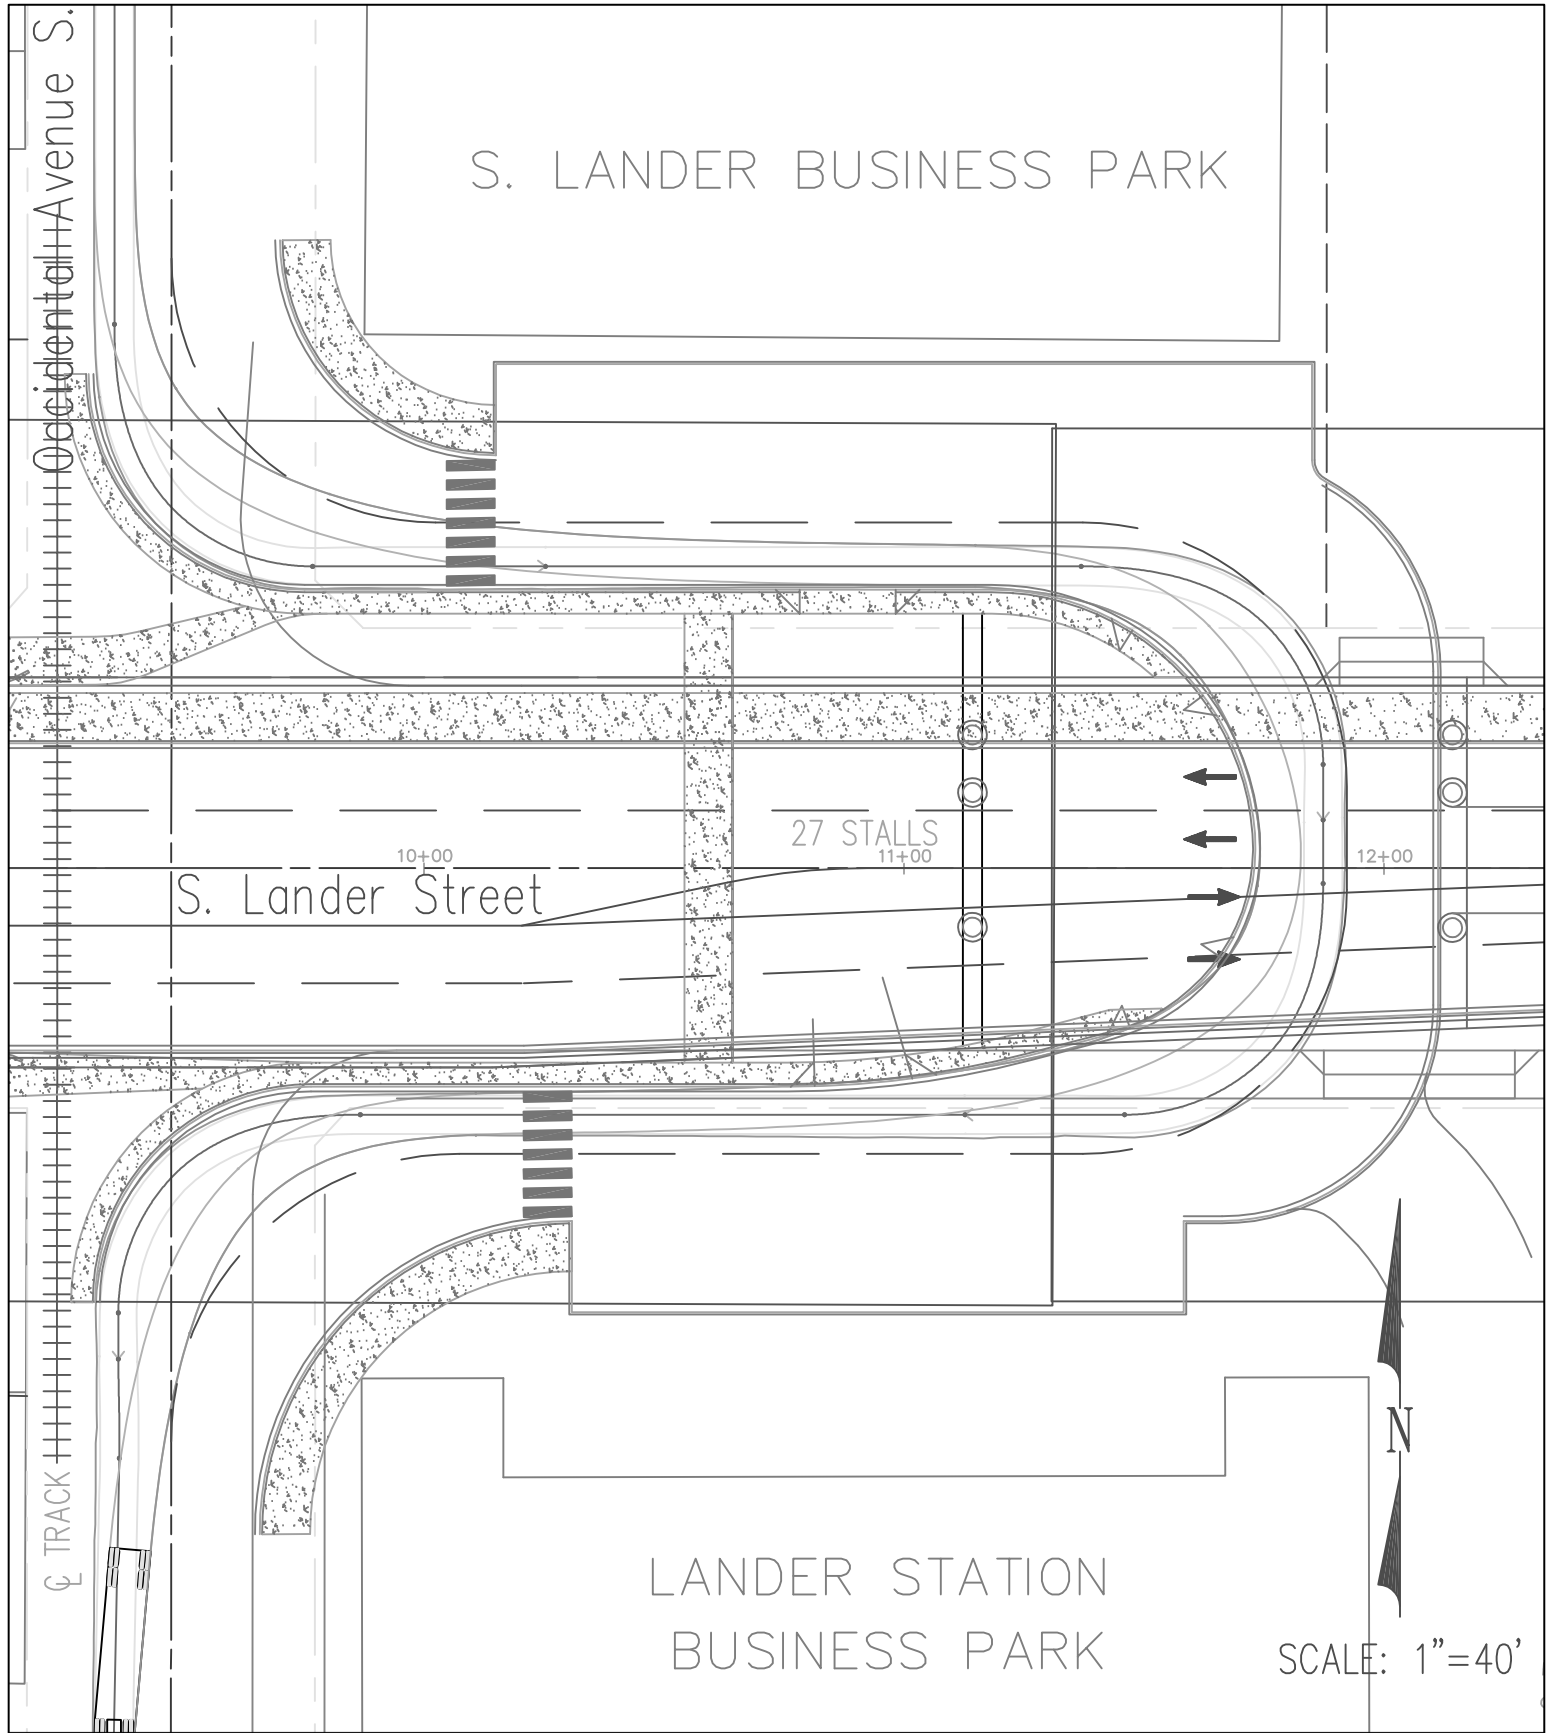 Occidental Avenue S.
S. LANDER BUSINESS PARK
27 STALLS
10+00
11+00
12+00
S. Lander Street
N
℄ TRACK
LANDER STATION
BUSINESS PARK
SCALE: 1"=40'